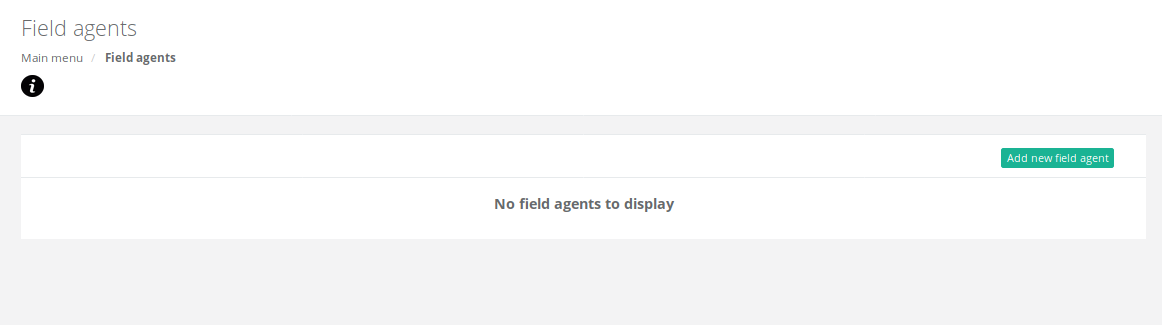 Field agents
Main menu / Field agents
i
Add new field agent
No field agents to display